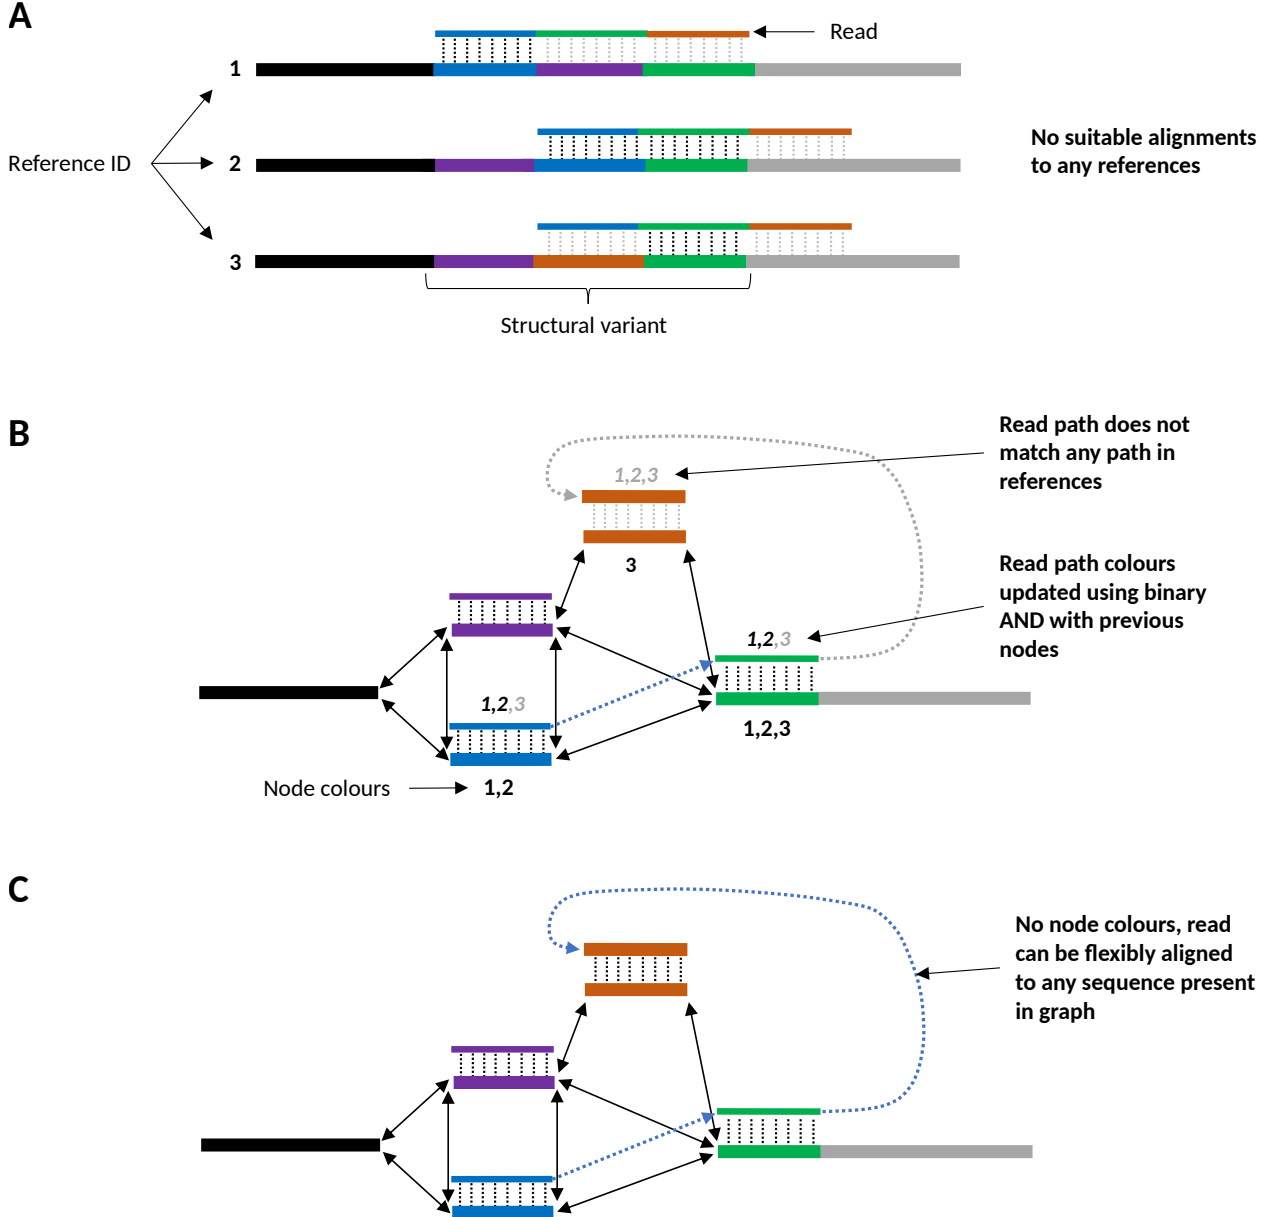 A
Read
1
Reference ID
2
No suitable alignments
to any references
3
Structural variant
B
Read path does not
match any path in
references
1,2,3
3
Read path colours
updated using binary
AND with previous
nodes
1,2,3
1,2,3
1,2,3
Node colours
1,2
C
No node colours, read
can be flexibly aligned
to any sequence present
in graph